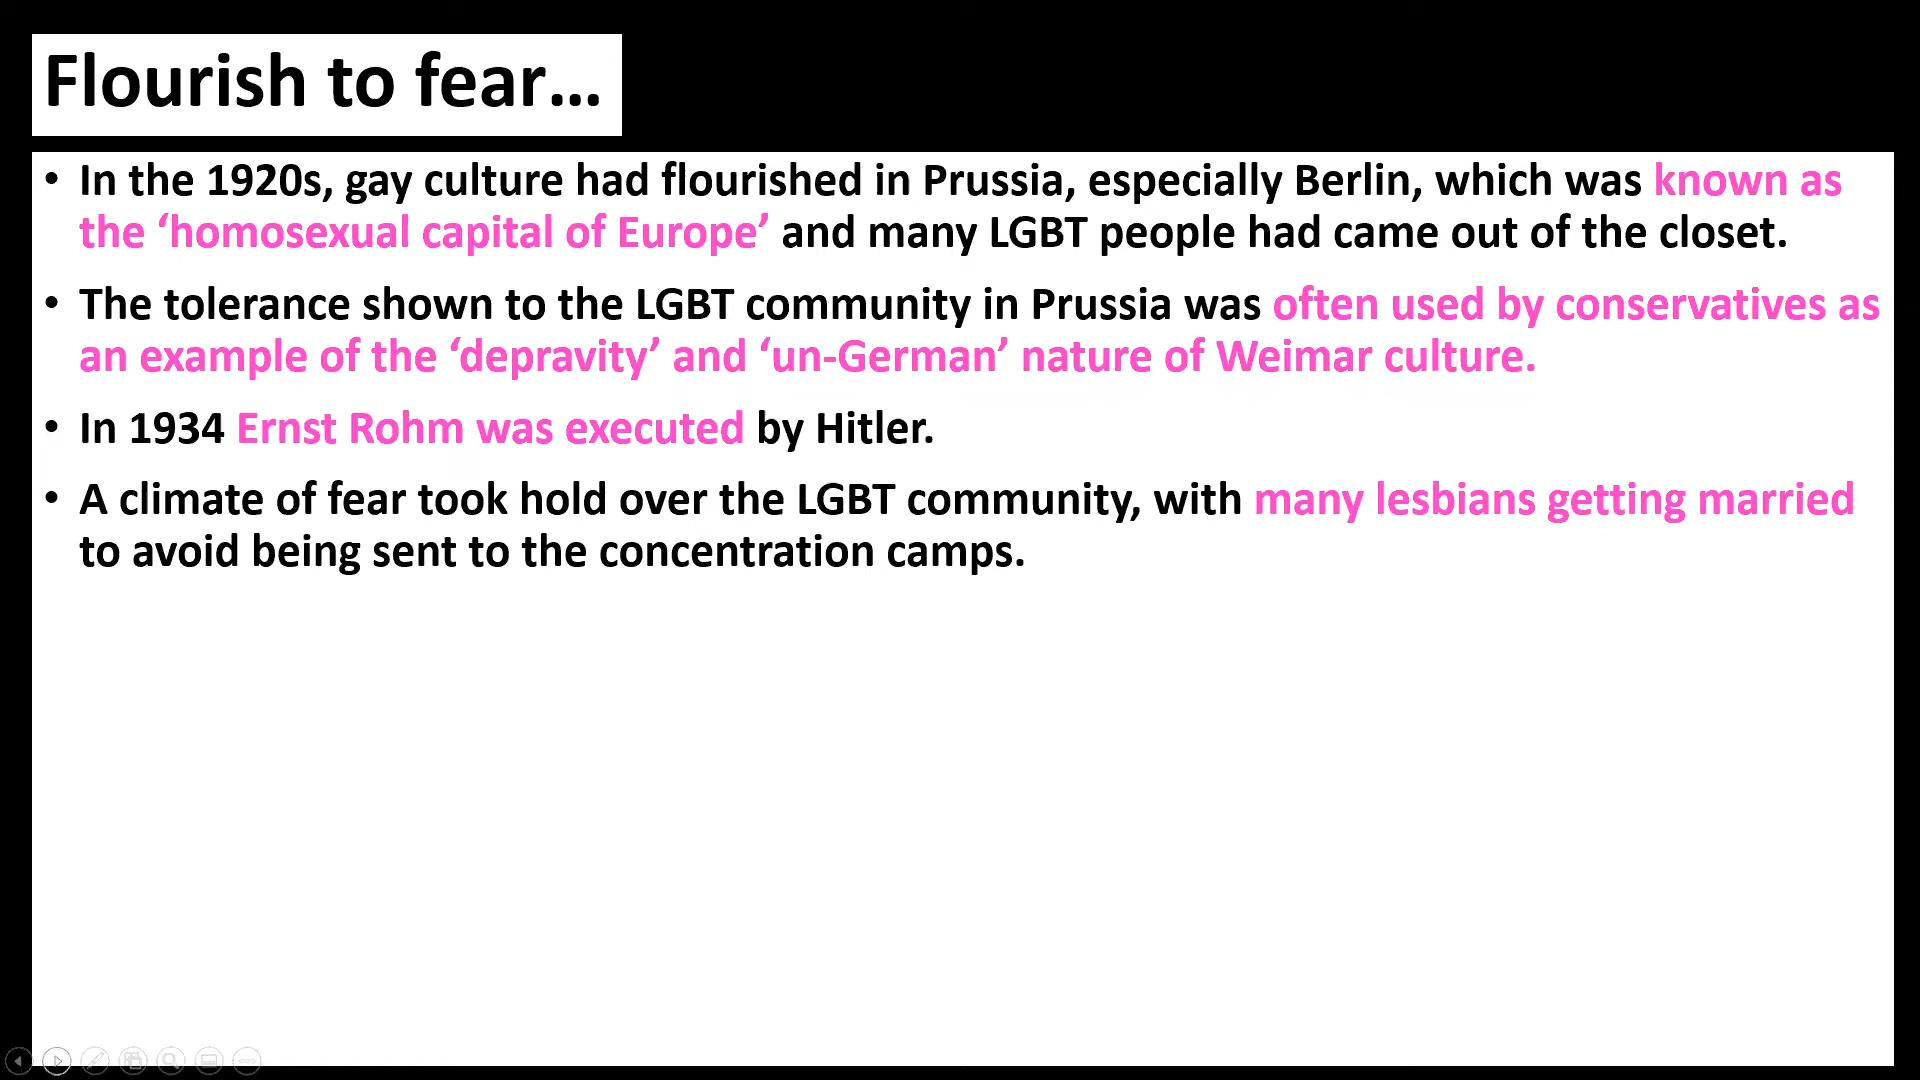 Flourish to fear...
• In the 1920s, gay culture had flourished in Prussia, especially Berlin, which was known as
the ‘homosexual capital of Europe’ and many LGBT people had came out of the closet.
• The tolerance shown to the LGBT community in Prussia was often used by conservatives as
an example of the ‘depravity’ and ‘un-German’ nature of Weimar culture.
• In 1934 Ernst Rohm was executed by Hitler.
• A climate of fear took hold over the LGBT community, with many lesbians getting married
to avoid being sent to the concentration camps.